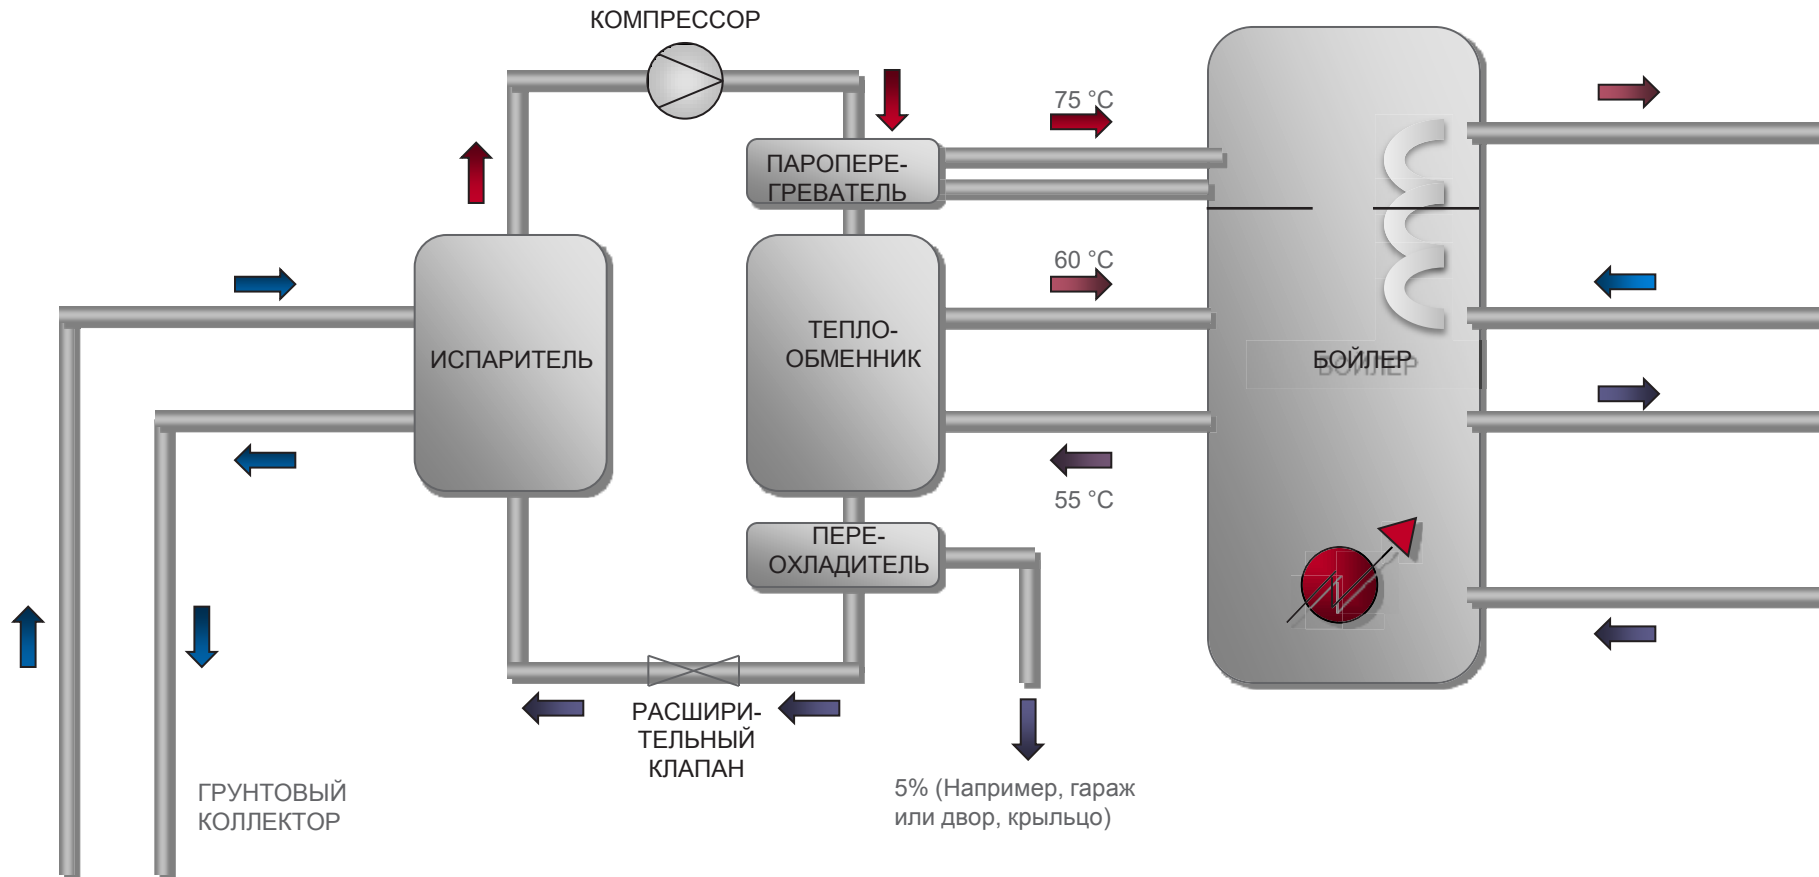 КОМПРЕССОР
75 °C
ПАРОПЕРЕ-
ГРЕВАТЕЛЬ
60 °C
ИСПАРИТЕЛЬ
ТЕПЛО-
ОБМЕННИК
БОЙЛЕР
55 °C
ПЕРЕ-
ОХЛАДИТЕЛЬ
РАСШИРИ-
ТЕЛЬНЫЙ
КЛАПАН
ГРУНТОВЫЙ
КОЛЛЕКТОР
5% (Например, гараж
или двор, крыльцо)